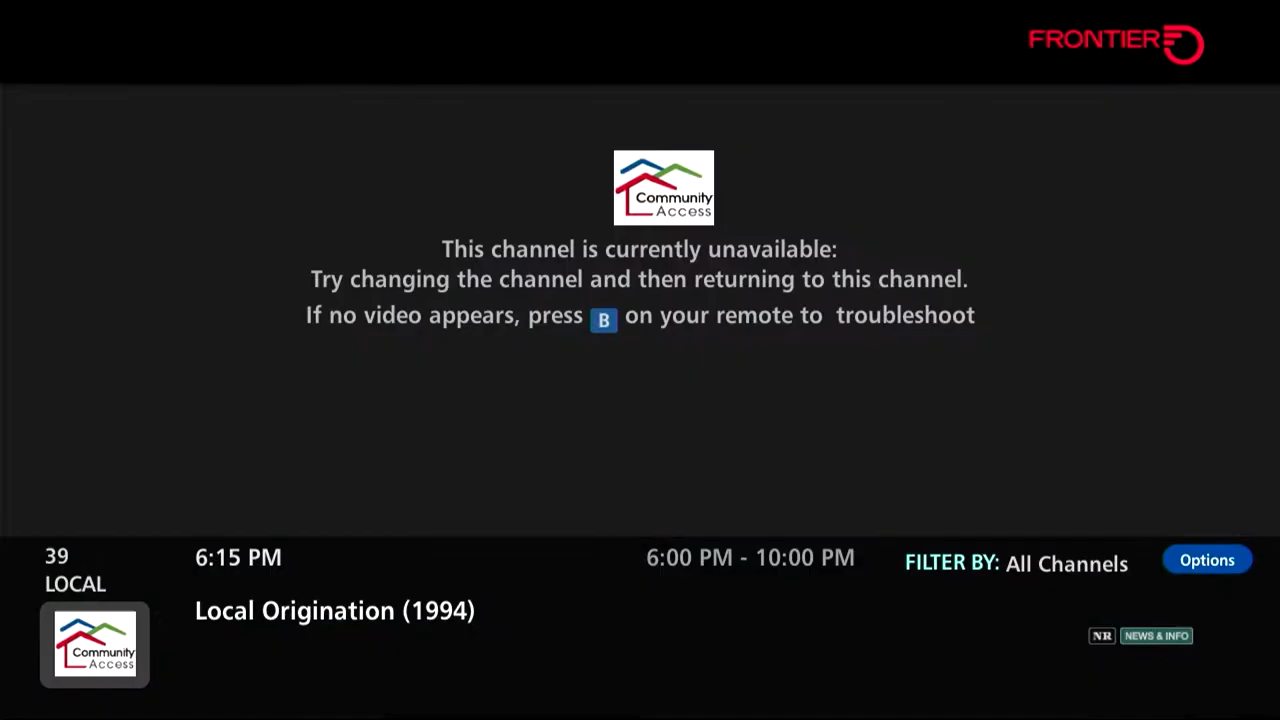 FRONTIER
Community
Access
This channel is currently unavailable:
Try changing the channel and then returning to this channel.
If no video appears, press B on your remote to troubleshoot
39
LOCAL
6:15 PM
6:00 PM - 10:00 PM
FILTER BY: All Channels
Options
Local Origination (1994)
Community
Access
NR NEWS & INFO